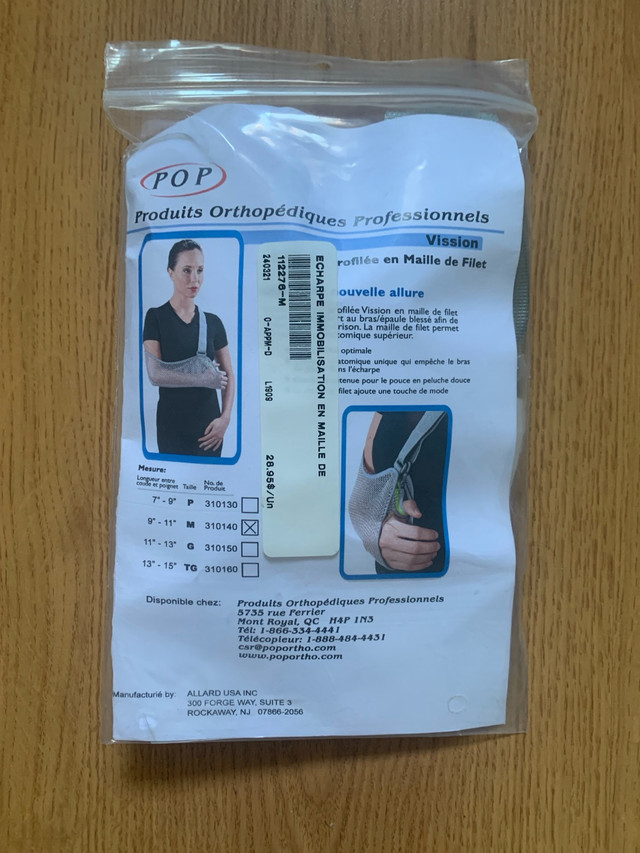 POP
Produits Orthopédiques Professionnels
Vission
rofilée en Maille de Filet
ouvelle allure
ofilée Vission en maille de filet
rt au bras/épaule blessé afin de
rison. La maille de filet permet
tomique supérieur.
optimale
atomique unique qui empêche le bras
ns l'écharpe
tenue pour le pouce en peluche douce
filet ajoute une touche de mode
ECHARPE IMMOBILISATION EN MAILLE DE
112276-M
240321 0-APPM-D L1909 28.95$/Un
Mesure:
Longueur entre coude et poignet Taille No. de Produit
7" - 9" P 310130
9" - 11" M 310140
11" - 13" G 310150
13" - 15" TG 310160
Disponible chez: Produits Orthopédiques Professionnels
5735 rue Ferrier
Mont Royal, QC H4P 1N3
Tél: 1-866-334-4441
Télécopieur: 1-888-484-4431
csr@poportho.com
www.poportho.com
Manufacturié by: ALLARD USA INC
300 FORGE WAY, SUITE 3
ROCKAWAY, NJ 07866-2056